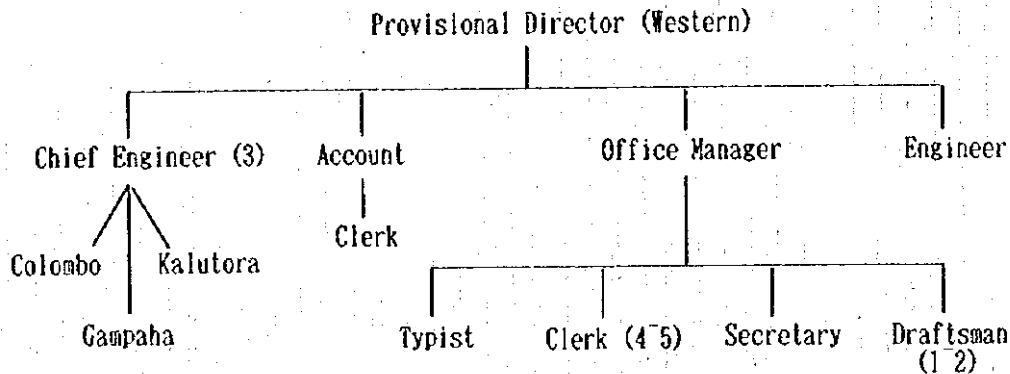 Provisional Director (Western)
Chief Engineer (3) Account Office Manager Engineer
Clerk
Colombo Kalutora
Gampaha Typist Clerk (4~5) Secretary Draftsman
(1~2)